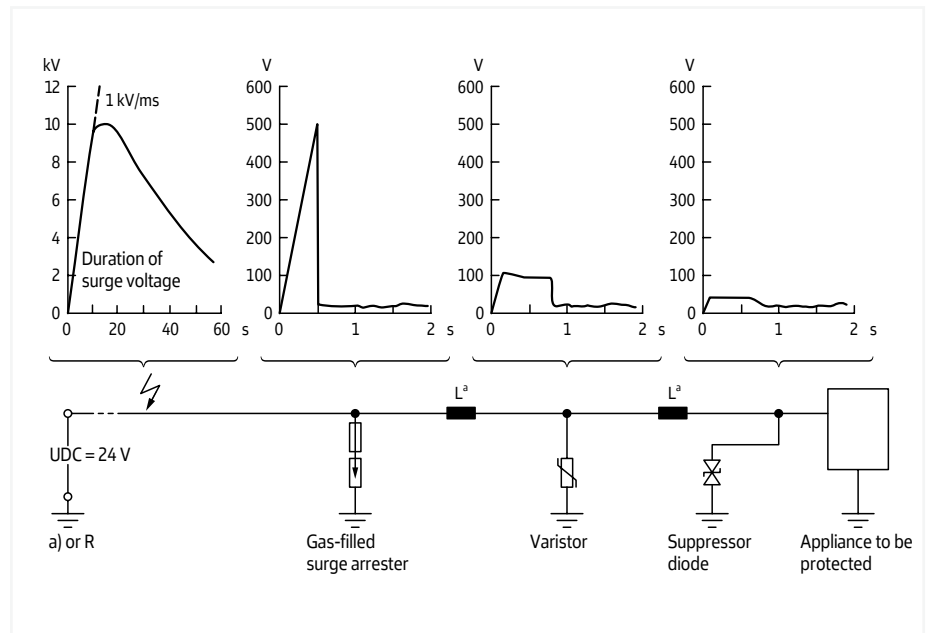 kV
12
10
8
6
4
2
0
1 kV/ms
Duration of
surge voltage
0 20 40 60 s
V
600
500
400
300
200
100
0
0 1 2 s
V
600
500
400
300
200
100
0
0 1 2 s
V
600
500
400
300
200
100
0
0 1 2 s
Lª Lª
UDC = 24 V
a) or R
Gas-filled
surge arrester
Varistor
Suppressor
diode
Appliance to be
protected